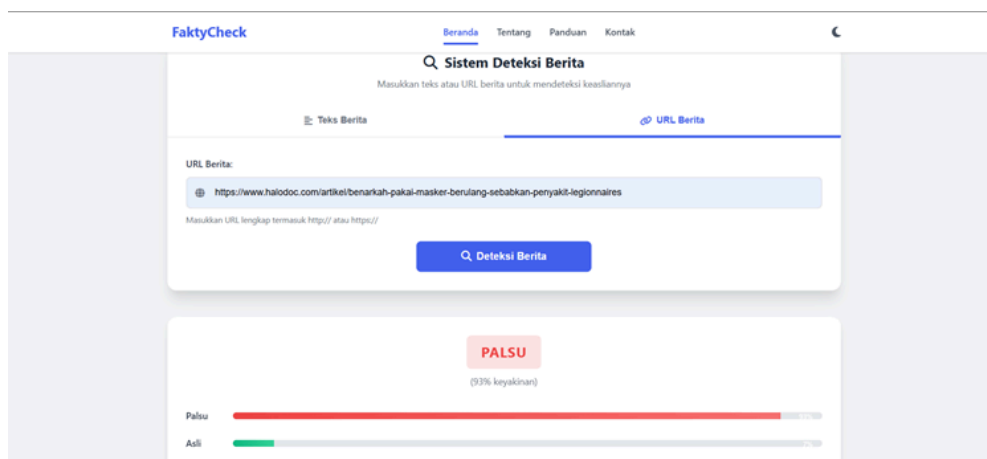 FaktyCheck
Beranda Tentang Panduan Kontak
Sistem Deteksi Berita
Masukkan teks atau URL berita untuk mendeteksi keasliannya
Teks Berita
URL Berita
URL Berita:
https://www.halodoc.com/artikel/benarkah-pakai-masker-berulang-sebabkan-penyakit-legionnaires
Masukkan URL lengkap termasuk http:// atau https://
Deteksi Berita
PALSU
(93% keyakinan)
Palsu
Asli